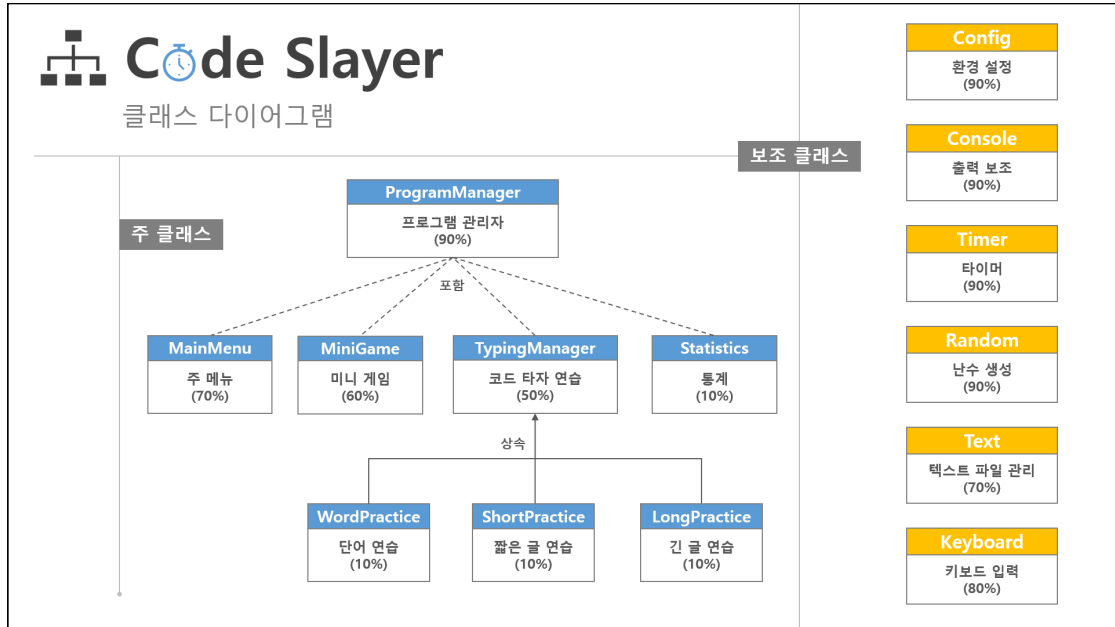 Code Slayer
클래스 다이어그램
보조 클래스
주 클래스
ProgramManager
프로그램 관리자
(90%)
포함
MainMenu
주 메뉴
(70%)
MiniGame
미니 게임
(60%)
TypingManager
코드 타자 연습
(50%)
Statistics
통계
(10%)
상속
WordPractice
단어 연습
(10%)
ShortPractice
짧은 글 연습
(10%)
LongPractice
긴 글 연습
(10%)
Config
환경 설정
(90%)
Console
출력 보조
(90%)
Timer
타이머
(90%)
Random
난수 생성
(90%)
Text
텍스트 파일 관리
(70%)
Keyboard
키보드 입력
(80%)